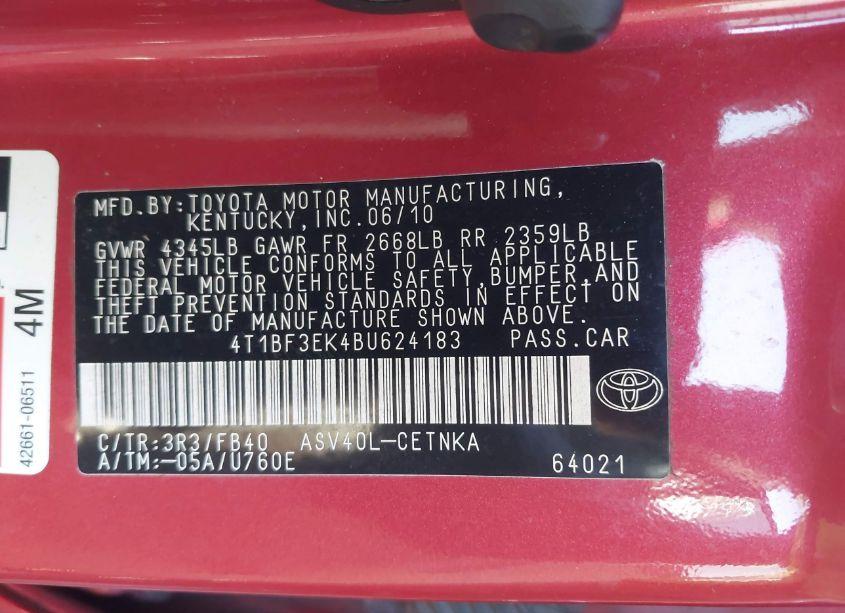 MFD.BY:TOYOTA MOTOR MANUFACTURING,
KENTUCKY,INC.06/10
GVWR 4345LB GAWR FR 2668LB RR 2359LB
THIS VEHICLE CONFORMS TO ALL APPLICABLE
FEDERAL MOTOR VEHICLE SAFETY,BUMPER,AND
THEFT PREVENTION STANDARDS IN EFFECT ON
THE DATE OF MANUFACTURE SHOWN ABOVE.
4T1BF3EK4BU624183 PASS.CAR
C/TR:3R3/FB40 ASV40L-CETNKA
A/TM:-05A/U760E 64021
4M
42661-06511